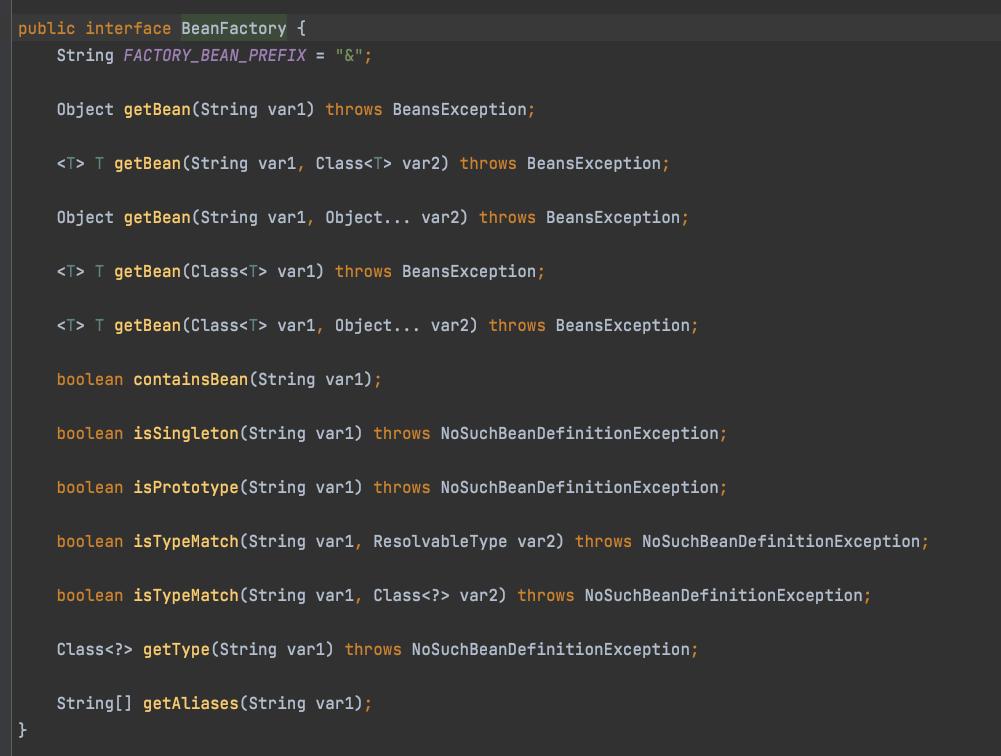 public interface BeanFactory {
String FACTORY_BEAN_PREFIX = "&";
Object getBean(String var1) throws BeansException;
<T> T getBean(String var1, Class<T> var2) throws BeansException;
Object getBean(String var1, Object... var2) throws BeansException;
<T> T getBean(Class<T> var1) throws BeansException;
<T> T getBean(Class<T> var1, Object... var2) throws BeansException;
boolean containsBean(String var1);
boolean isSingleton(String var1) throws NoSuchBeanDefinitionException;
boolean isPrototype(String var1) throws NoSuchBeanDefinitionException;
boolean isTypeMatch(String var1, ResolvableType var2) throws NoSuchBeanDefinitionException;
boolean isTypeMatch(String var1, Class<?> var2) throws NoSuchBeanDefinitionException;
Class<?> getType(String var1) throws NoSuchBeanDefinitionException;
String[] getAliases(String var1);
}